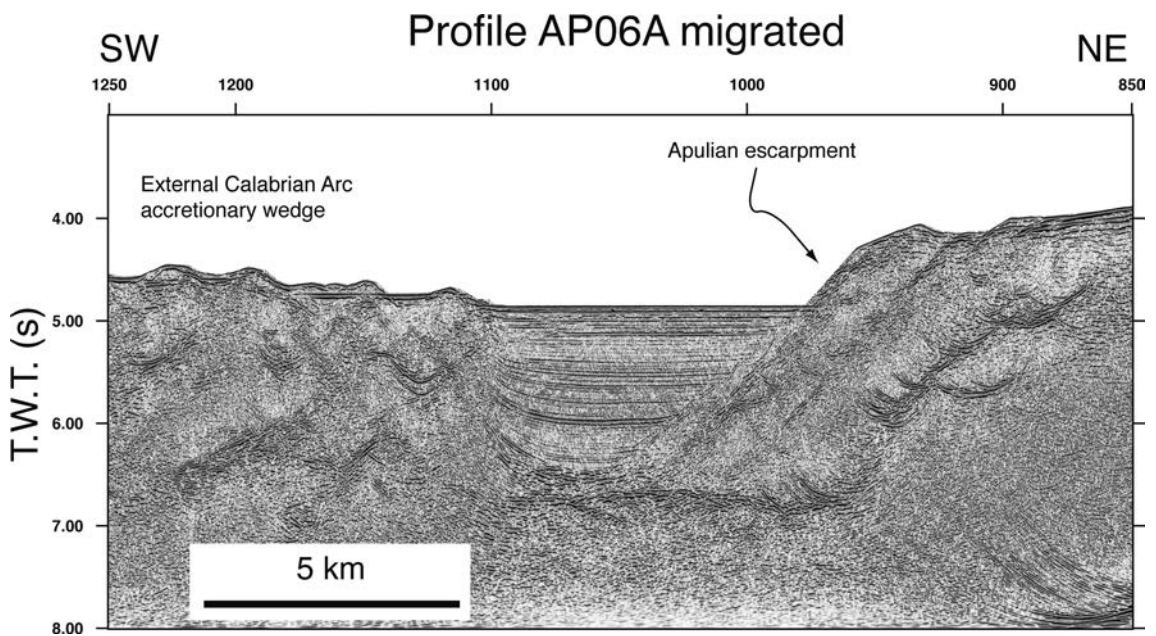 Profile AP06A migrated
SW NE
1250 1200 1100 1000 900 850
Apulian escarpment
External Calabrian Arc
accretionary wedge
T.W.T. (s)
4.00
5.00
6.00
7.00
8.00
5 km